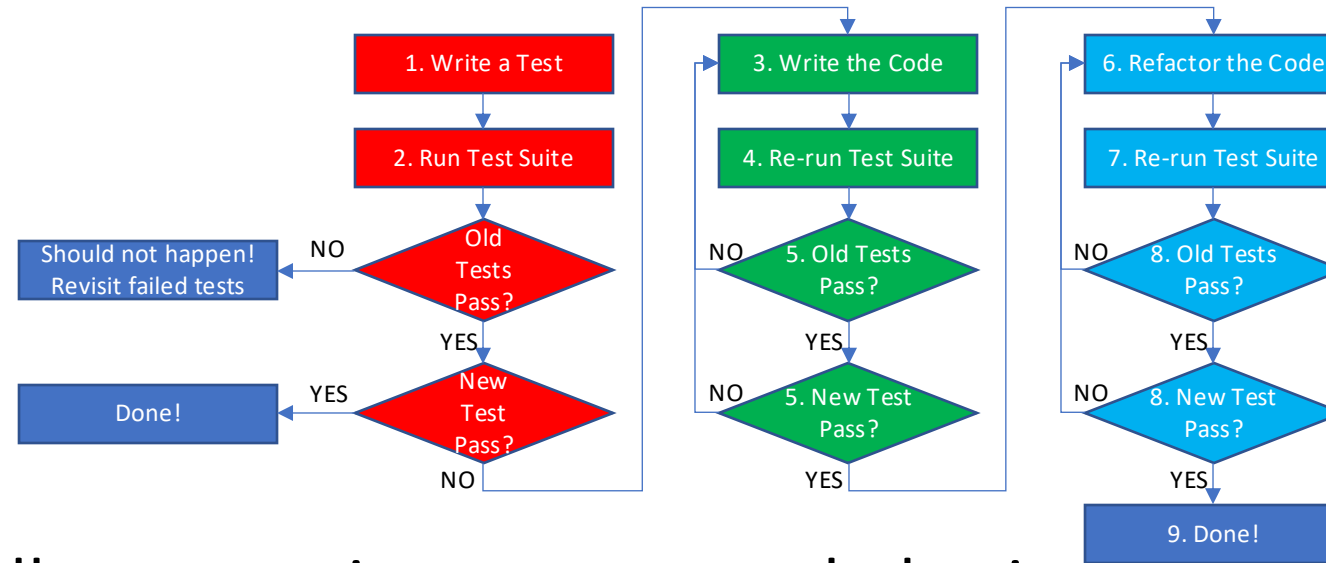 1. Write a Test
2. Run Test Suite
Old
Tests
Pass?
NO
Should not happen!
Revisit failed tests
YES
New
Test
Pass?
YES
Done!
NO
3. Write the Code
4. Re-run Test Suite
5. Old Tests
Pass?
NO
YES
5. New Test
Pass?
NO
YES
6. Refactor the Code
7. Re-run Test Suite
8. Old Tests
Pass?
NO
YES
8. New Test
Pass?
NO
YES
9. Done!